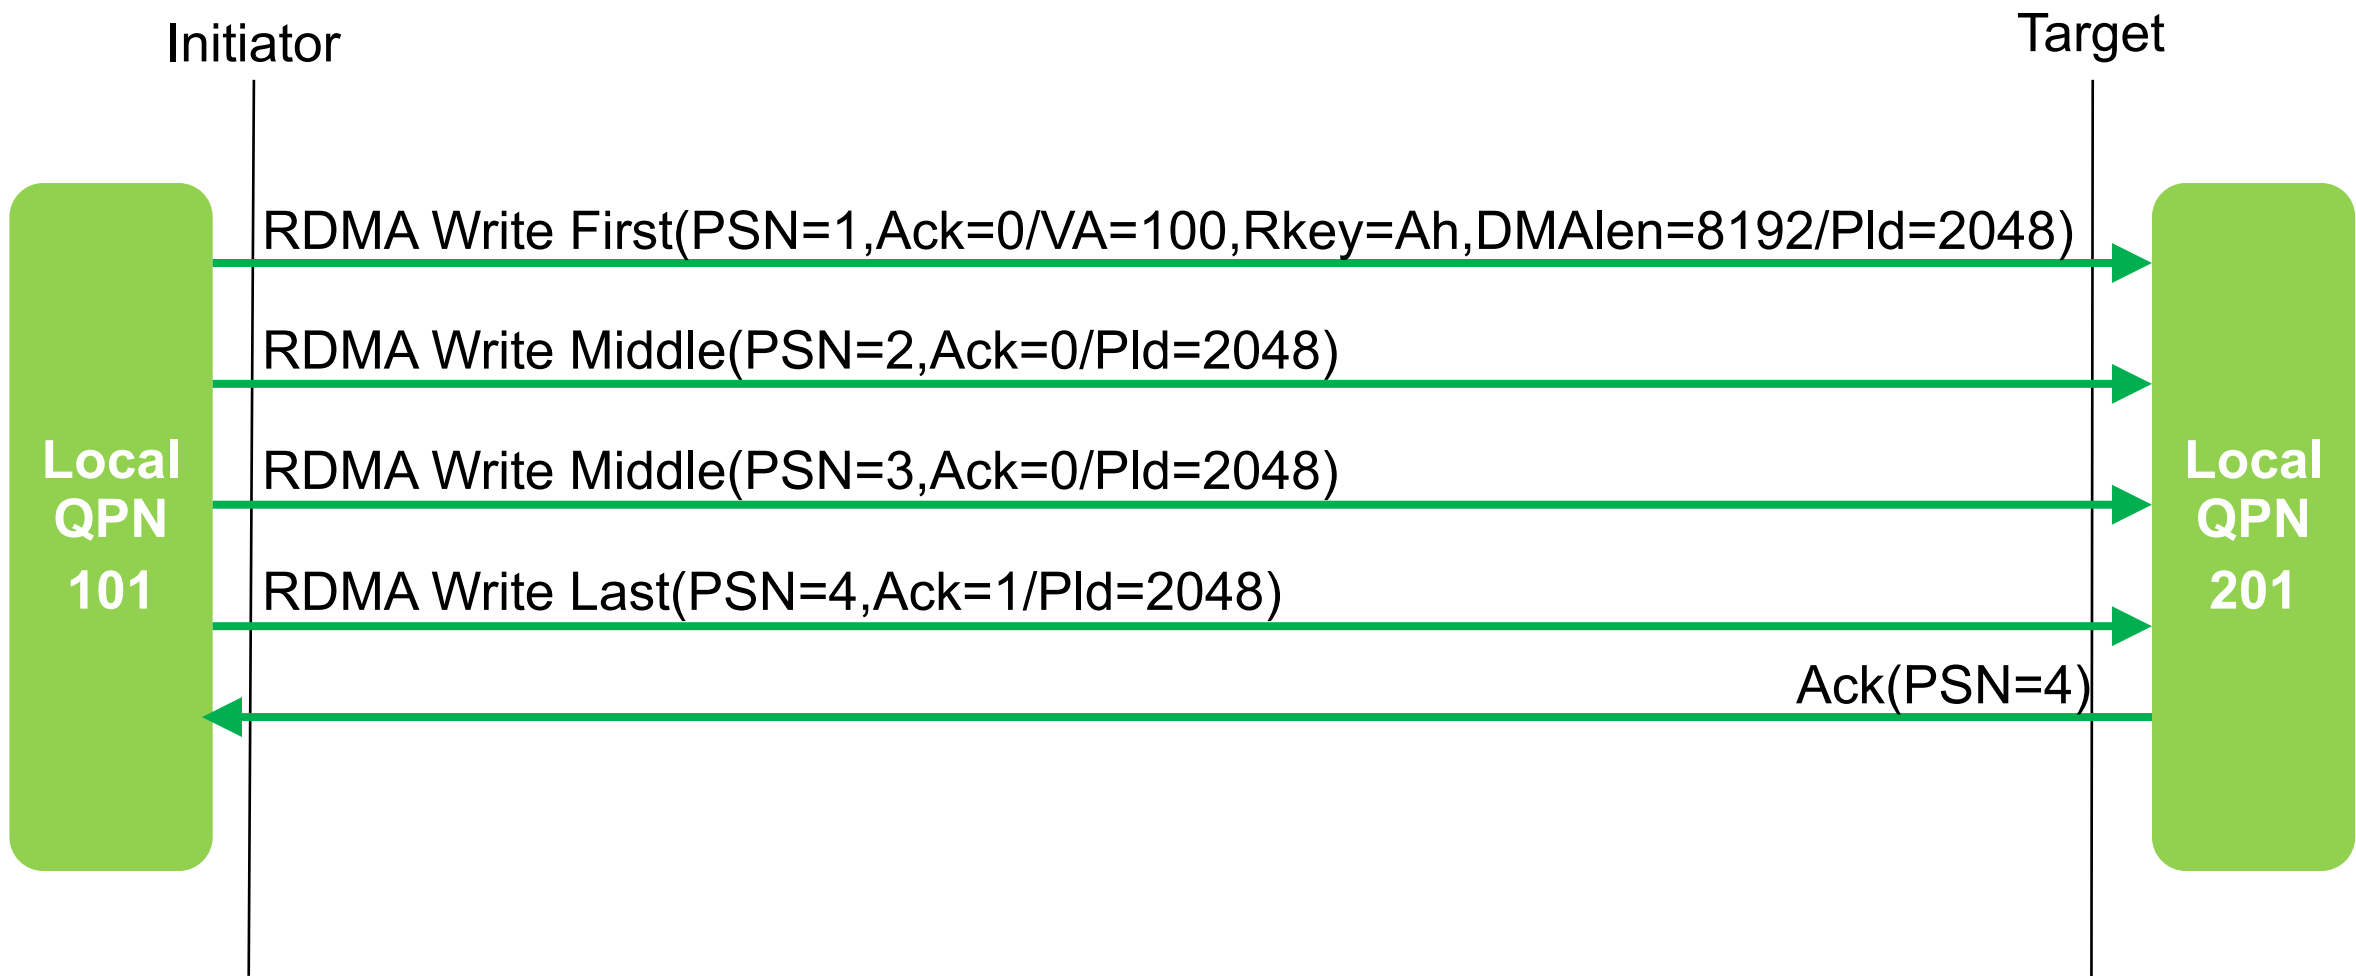 Initiator
Target
RDMA Write First(PSN=1,Ack=0/VA=100,Rkey=Ah,DMAlen=8192/Pld=2048)
RDMA Write Middle(PSN=2,Ack=0/Pld=2048)
RDMA Write Middle(PSN=3,Ack=0/Pld=2048)
RDMA Write Last(PSN=4,Ack=1/Pld=2048)
Ack(PSN=4)
Local
QPN
101
Local
QPN
201